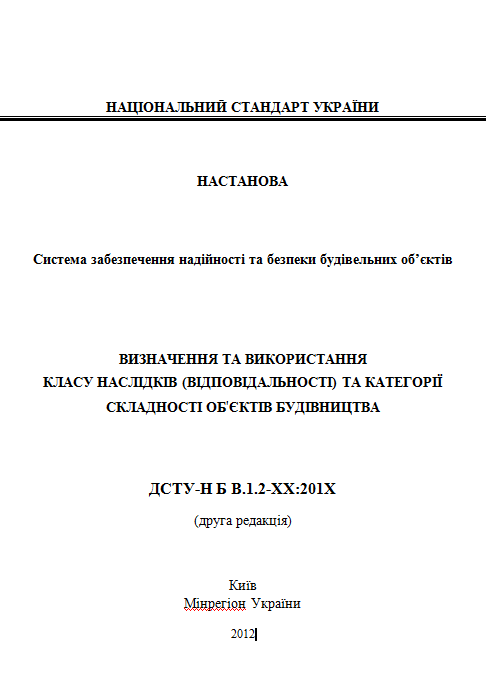 НАЦІОНАЛЬНИЙ СТАНДАРТ УКРАЇНИ
НАСТАНОВА
Система забезпечення надійності та безпеки будівельних об’єктів
ВИЗНАЧЕННЯ ТА ВИКОРИСТАННЯ
КЛАСУ НАСЛІДКІВ (ВІДПОВІДАЛЬНОСТІ) ТА КАТЕГОРІЇ
СКЛАДНОСТІ ОБ'ЄКТІВ БУДІВНИЦТВА
ДСТУ-Н Б В.1.2-ХХ:201Х
(друга редакція)
Київ
Мінрегіон України
2012